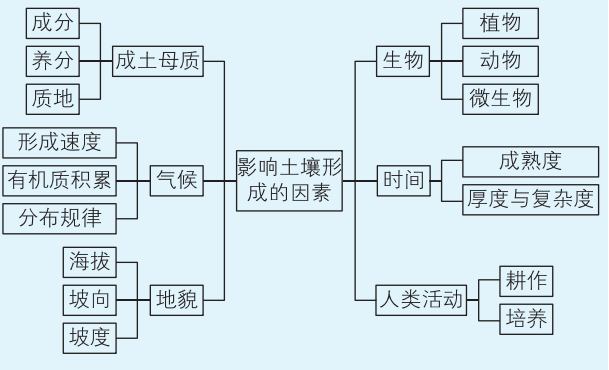 成分
养分
质地
成土母质
形成速度
有机质积累
分布规律
气候
海拔
坡向
坡度
地貌
影响土壤形
成的因素
生物
植物
动物
微生物
时间
成熟度
厚度与复杂度
人类活动
耕作
培养